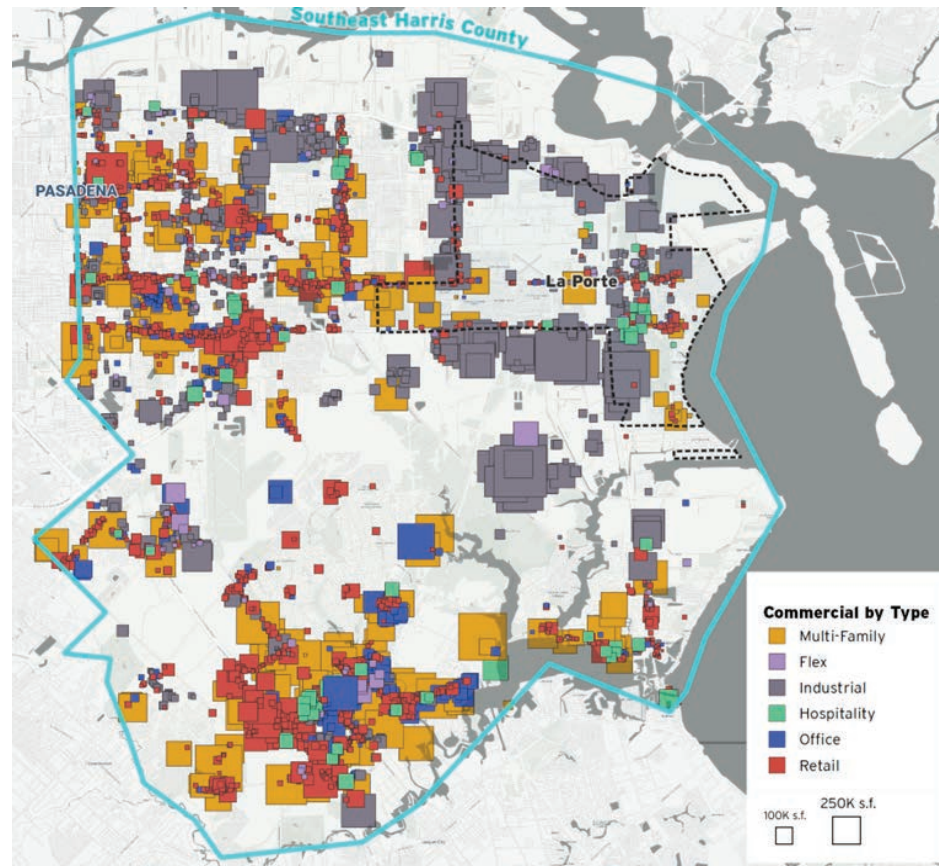 Southeast Harris County
PASADENA
La Porte
Commercial by Type
Multi-Family
Flex
Industrial
Hospitality
Office
Retail
100K s.f.
250K s.f.